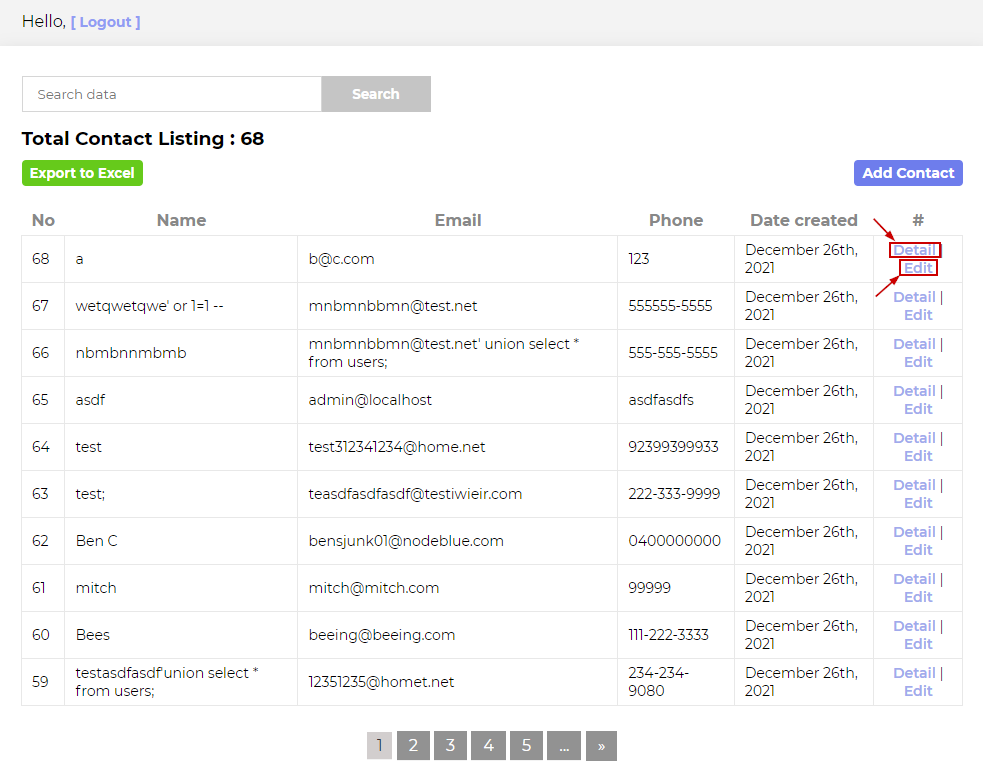 Hello, [ Logout ]
Search data Search
Total Contact Listing : 68
Export to Excel Add Contact
No Name Email Phone Date created #
68 a b@c.com 123 December 26th, 2021 Detail Edit
67 wetqwetqwe' or 1=1 -- mnbmnbbmn@test.net 555555-5555 December 26th, 2021 Detail | Edit
66 nbmbnnmbmb mnbmnbbmn@test.net' union select * from users; 555-555-5555 December 26th, 2021 Detail | Edit
65 asdf admin@localhost asdfasdfs December 26th, 2021 Detail | Edit
64 test test312341234@home.net 92399399933 December 26th, 2021 Detail | Edit
63 test; teasdfasdfasdf@testiwieir.com 222-333-9999 December 26th, 2021 Detail | Edit
62 Ben C bensjunk01@nodeblue.com 0400000000 December 26th, 2021 Detail | Edit
61 mitch mitch@mitch.com 99999 December 26th, 2021 Detail | Edit
60 Bees beeing@beeing.com 111-222-3333 December 26th, 2021 Detail | Edit
59 testasdfasdf'union select * from users; 12351235@homet.net 234-234-9080 December 26th, 2021 Detail | Edit
1 2 3 4 5 ... »